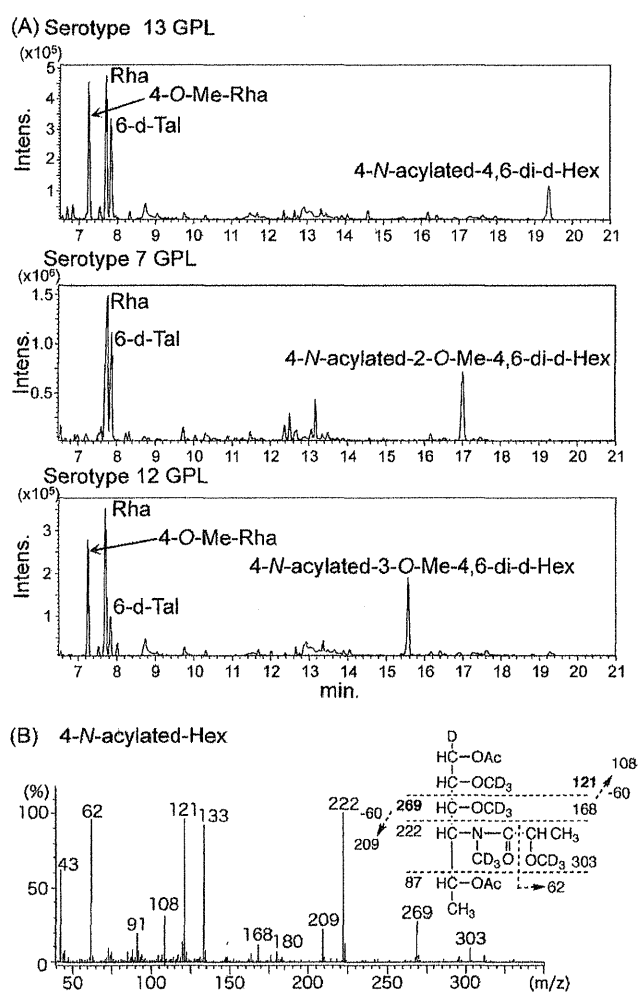 (A) Serotype 13 GPL
(x10⁵)
Intens.
5
4
3
2
1
Rha
4-O-Me-Rha
6-d-Tal
4-N-acylated-4,6-di-d-Hex
7 8 9 10 11 12 13 14 15 16 17 18 19 20 21
Serotype 7 GPL
(x10⁶)
Intens.
1.5
1.0
0.5
Rha
6-d-Tal
4-N-acylated-2-O-Me-4,6-di-d-Hex
7 8 9 10 11 12 13 14 15 16 17 18 19 20 21
Serotype 12 GPL
(x10⁵)
Intens.
3
2
1
Rha
4-O-Me-Rha
6-d-Tal
4-N-acylated-3-O-Me-4,6-di-d-Hex
7 8 9 10 11 12 13 14 15 16 17 18 19 20 21
min.
(B) 4-N-acylated-Hex
(%)
100
50
0
43
62
91
108
121
133
168
180
209
222
269
303
50 100 150 200 250 300 (m/z)
D
HC-OAc
HC-OCD₃ 121 -60 108
-60 269 HC-OCD₃ 168
209
222 HC-N-C-CHCH₃
CD₃ O OCD₃ 303
87 HC-OAc 62
CH₃